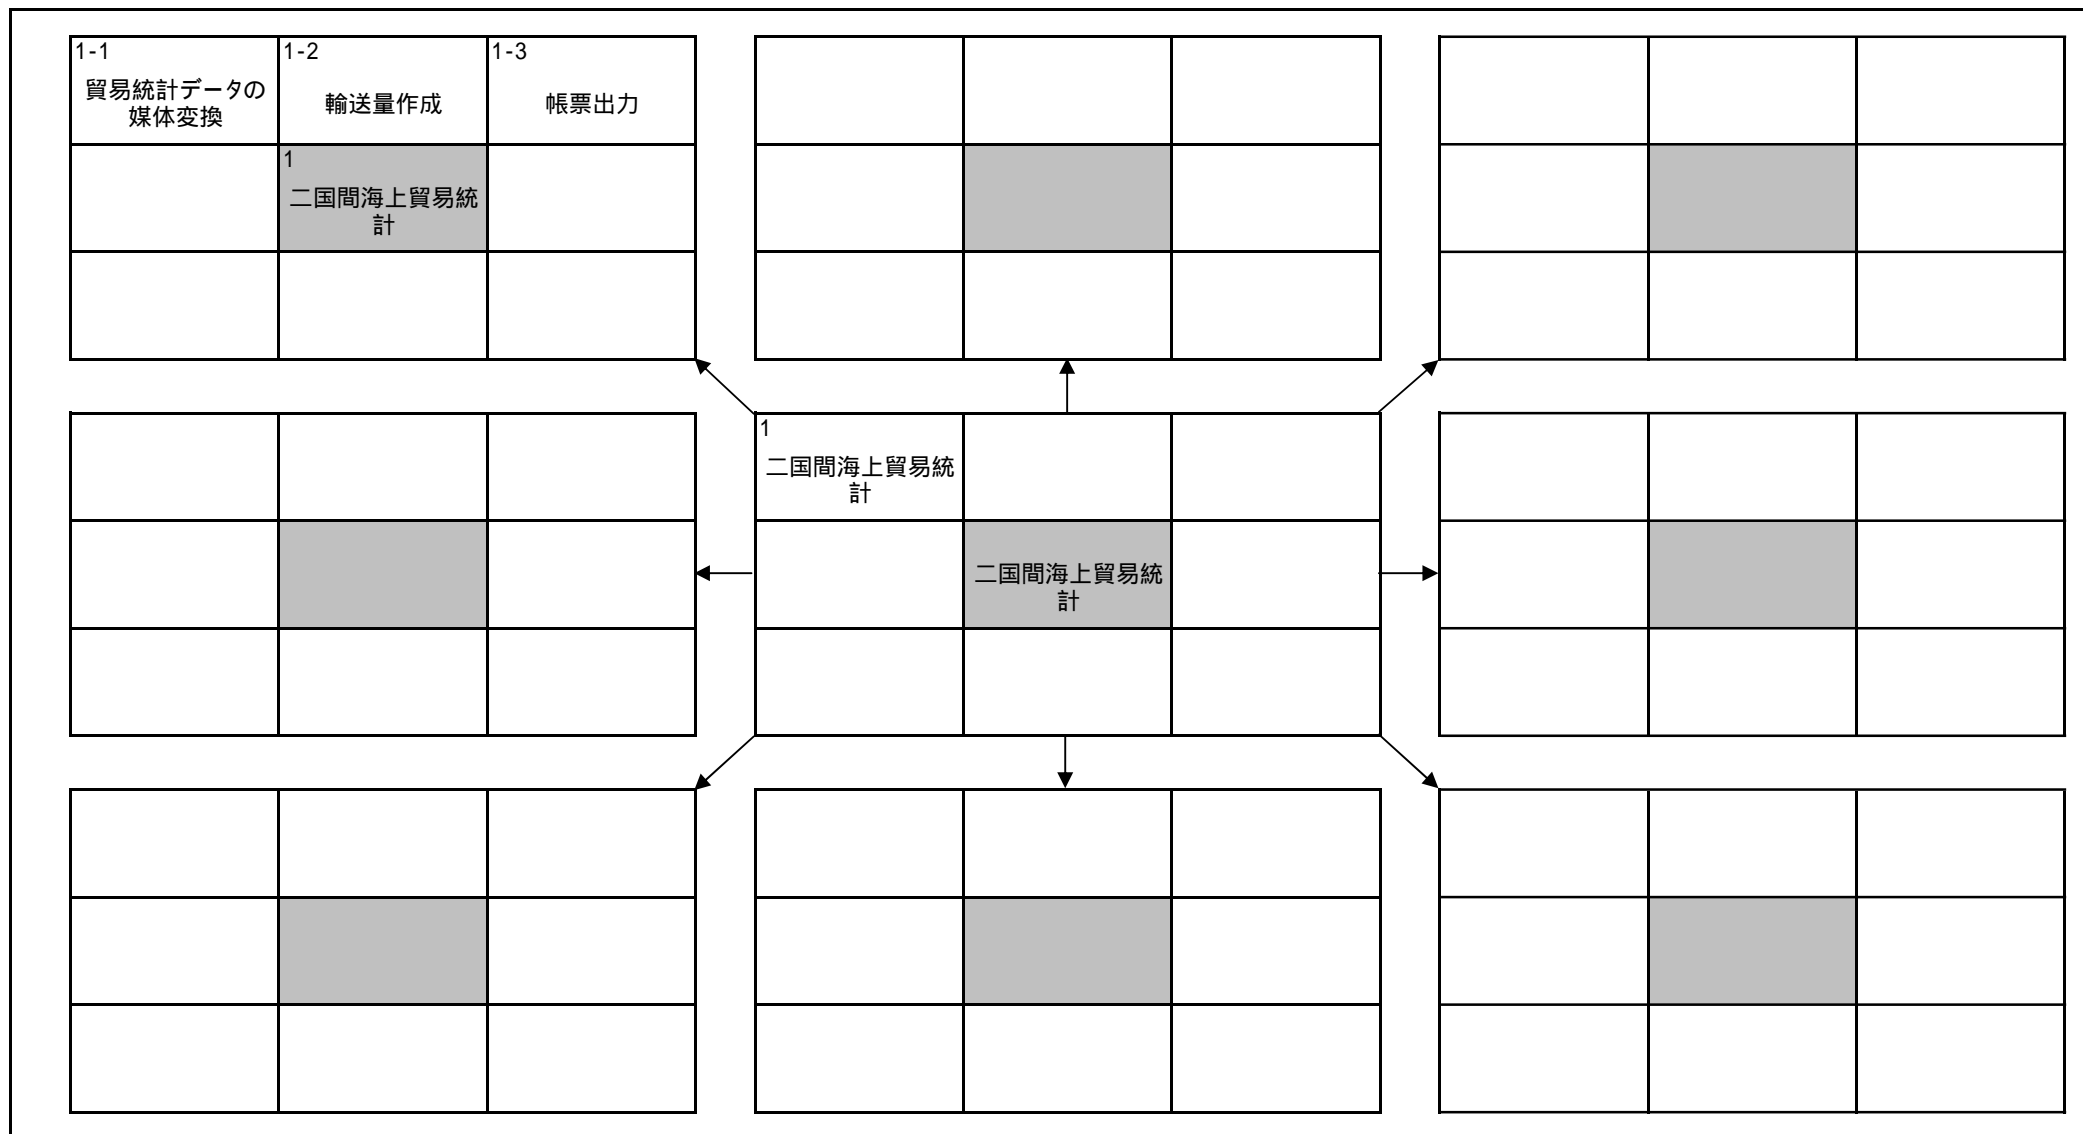 1-1 1-2 1-3
貿易統計データの
媒体変換
輸送量作成
帳票出力
1
二国間海上貿易統
計
1
二国間海上貿易統
計
二国間海上貿易統
計